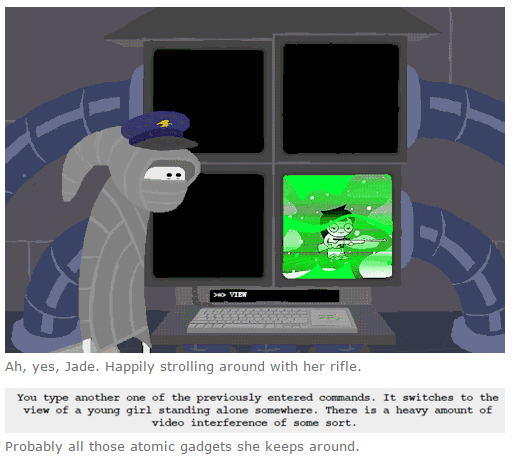 >=> VIEW
Ah, yes, Jade. Happily strolling around with her rifle.
You type another one of the previously entered commands. It switches to the
view of a young girl standing alone somewhere. There is a heavy amount of
video interference of some sort.
Probably all those atomic gadgets she keeps around.